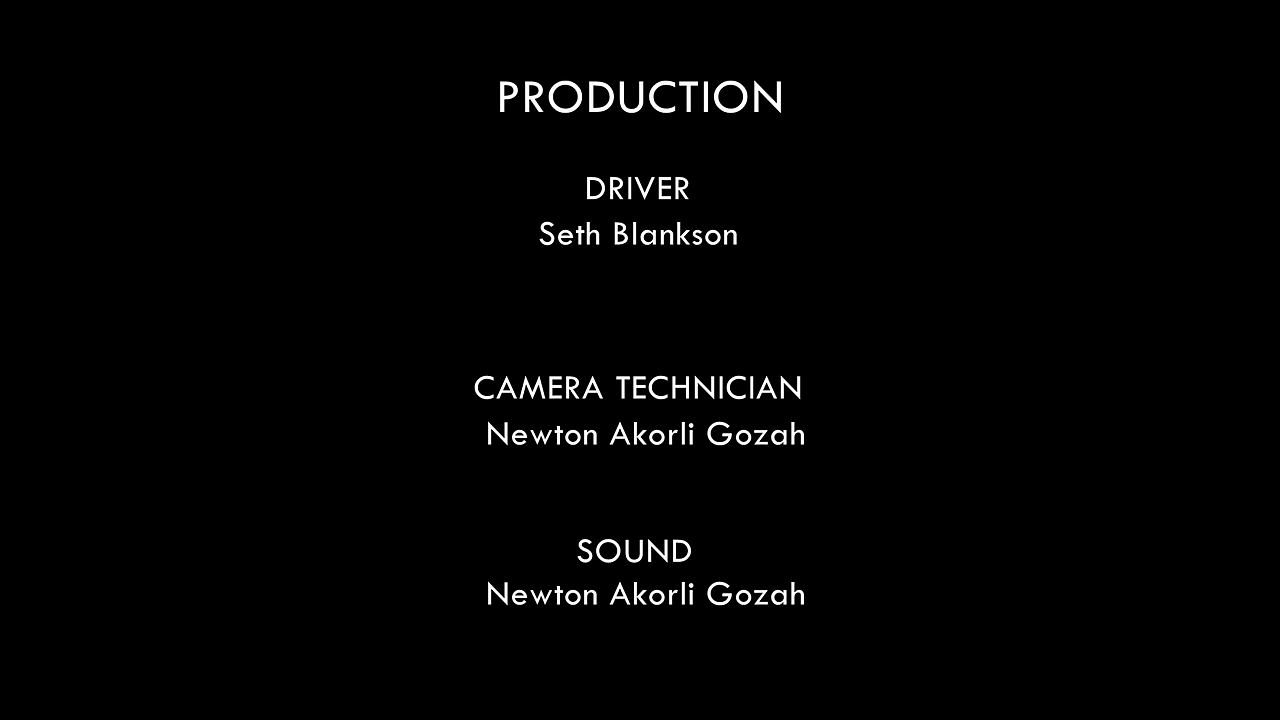 PRODUCTION
DRIVER
Seth Blankson
CAMERA TECHNICIAN
Newton Akorli Gozah
SOUND
Newton Akorli Gozah